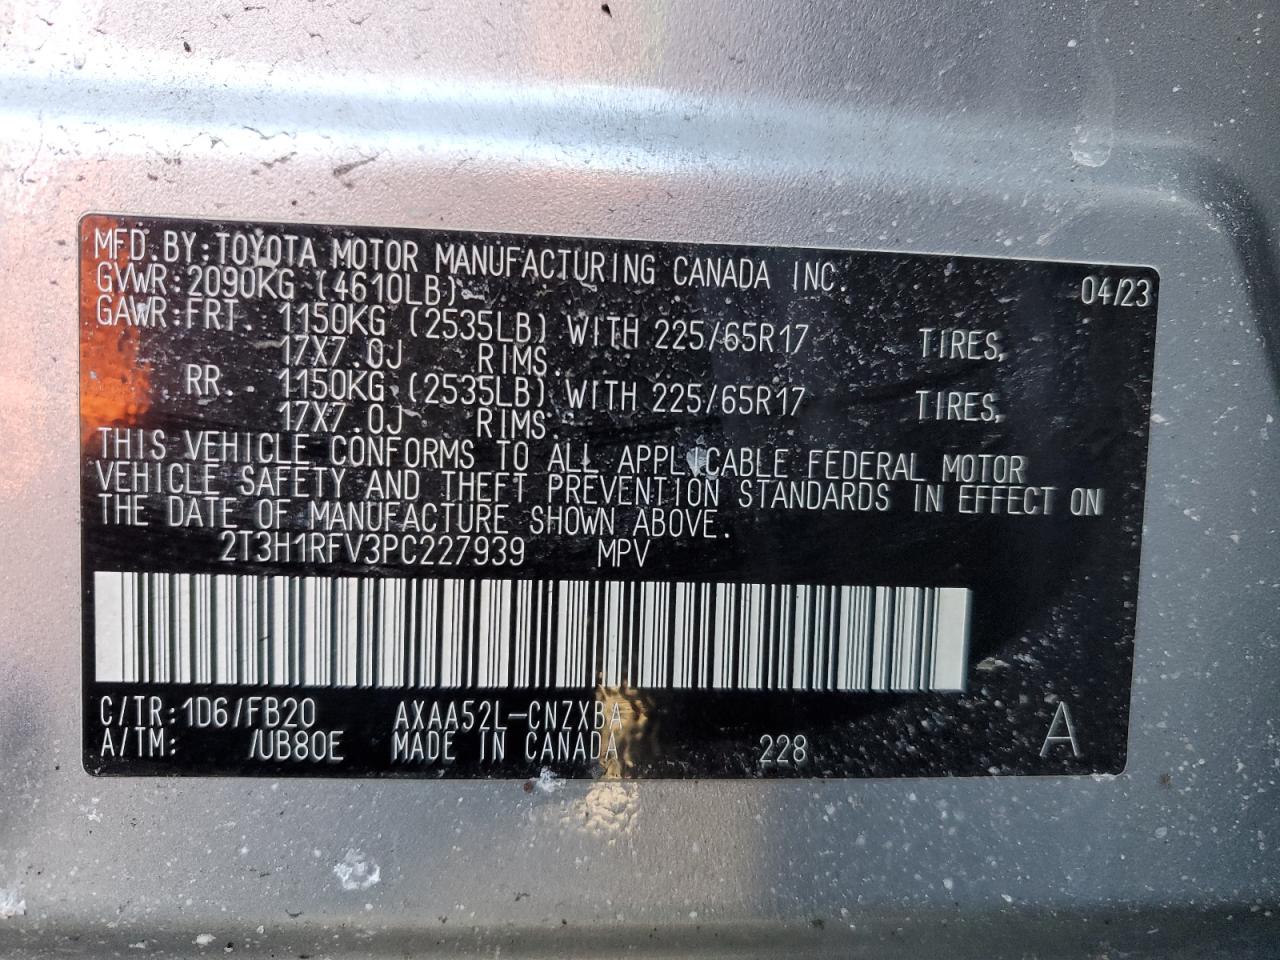 MFD.BY:TOYOTA MOTOR MANUFACTURING CANADA INC. 04/23
GVWR:2090KG (4610LB)
GAWR:FRT. 1150KG (2535LB) WITH 225/65R17 TIRES,
17X7.0J RIMS.
RR. 1150KG (2535LB) WITH 225/65R17 TIRES,
17X7.0J RIMS.
THIS VEHICLE CONFORMS TO ALL APPLICABLE FEDERAL MOTOR
VEHICLE SAFETY AND THEFT PREVENTION STANDARDS IN EFFECT ON
THE DATE OF MANUFACTURE SHOWN ABOVE.
2T3H1RFV3PC227939 MPV
C/TR:1D6/FB20 AXAA52L-CNZXBA
A/TM: /UB80E MADE IN CANADA 228 A